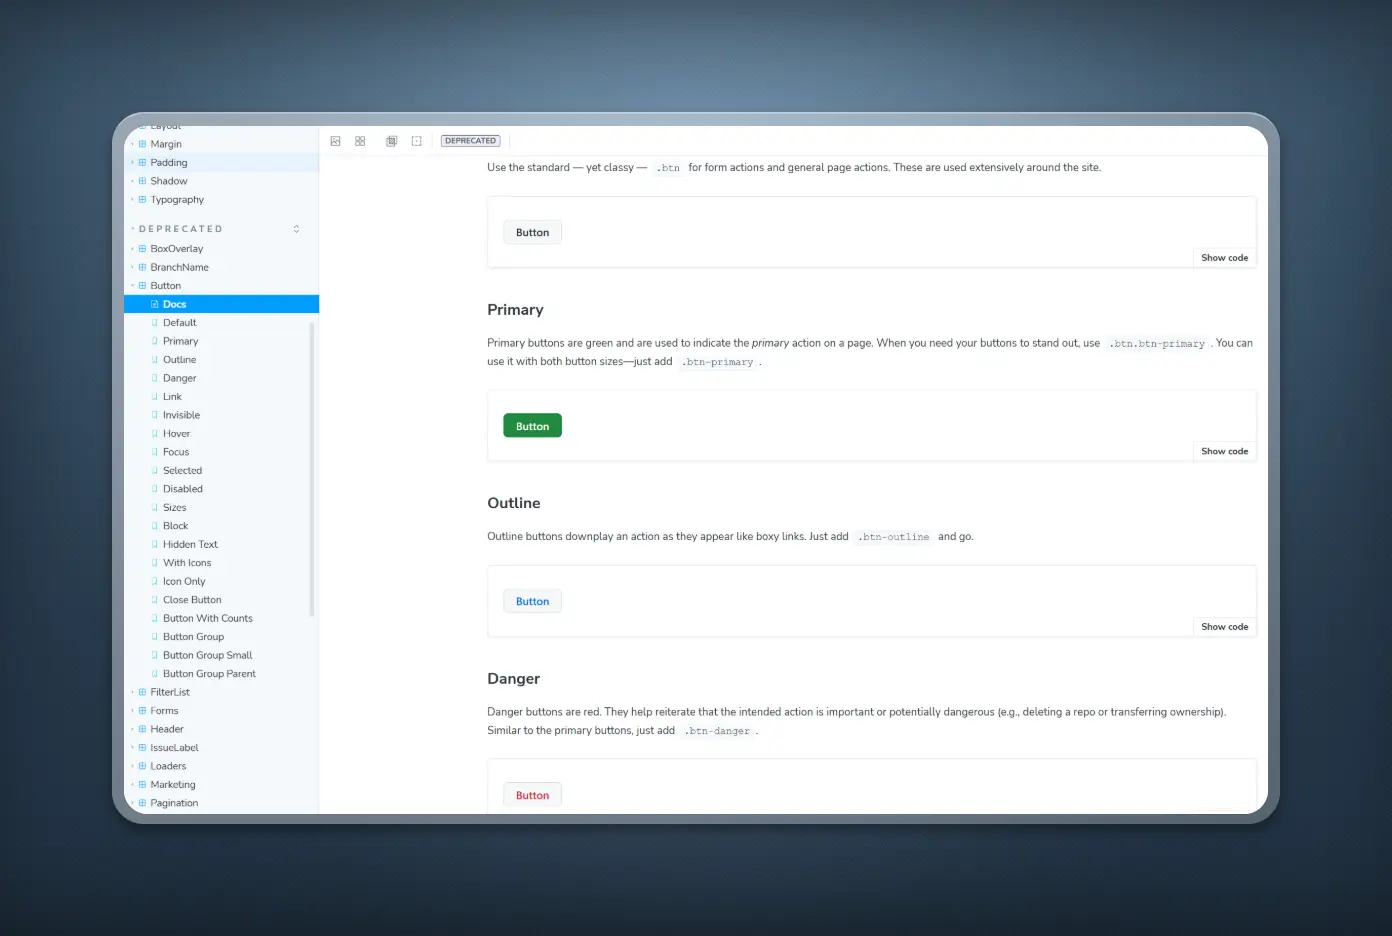 Layout
Margin
Padding
Shadow
Typography
DEPRECATED
BoxOverlay
BranchName
Button
Docs
Default
Primary
Outline
Danger
Link
Invisible
Hover
Focus
Selected
Disabled
Sizes
Block
Hidden Text
With Icons
Icon Only
Close Button
Button With Counts
Button Group
Button Group Small
Button Group Parent
FilterList
Forms
Header
IssueLabel
Loaders
Marketing
Pagination
DEPRECATED
Use the standard — yet classy — .btn for form actions and general page actions. These are used extensively around the site.
Button
Show code
Primary
Primary buttons are green and are used to indicate the primary action on a page. When you need your buttons to stand out, use .btn.btn-primary. You can
use it with both button sizes—just add .btn-primary.
Button
Show code
Outline
Outline buttons downplay an action as they appear like boxy links. Just add .btn-outline and go.
Button
Show code
Danger
Danger buttons are red. They help reiterate that the intended action is important or potentially dangerous (e.g., deleting a repo or transferring ownership).
Similar to the primary buttons, just add .btn-danger.
Button